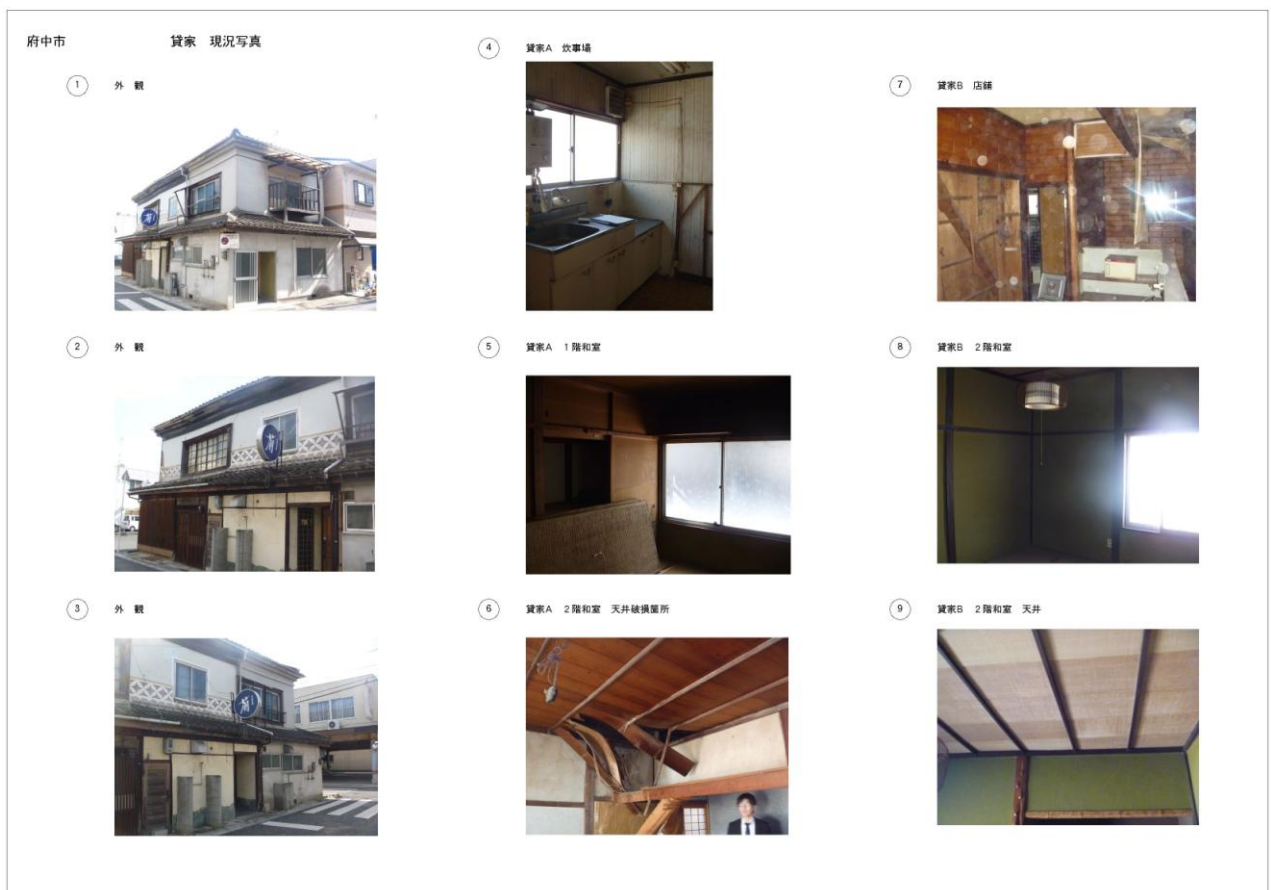 府中市　貸家　現況写真
1　外　観
2　外　観
3　外　観
4　貸家A　炊事場
5　貸家A　1階和室
6　貸家A　2階和室　天井破損箇所
7　貸家B　店舗
8　貸家B　2階和室
9　貸家B　2階和室　天井